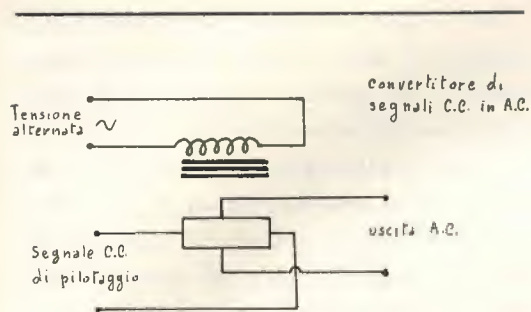 convertitore di
segnali C.C. in A.C.
Tensione
alternata ~
uscita A.C.
Segnale C.C.
di pilotaggio